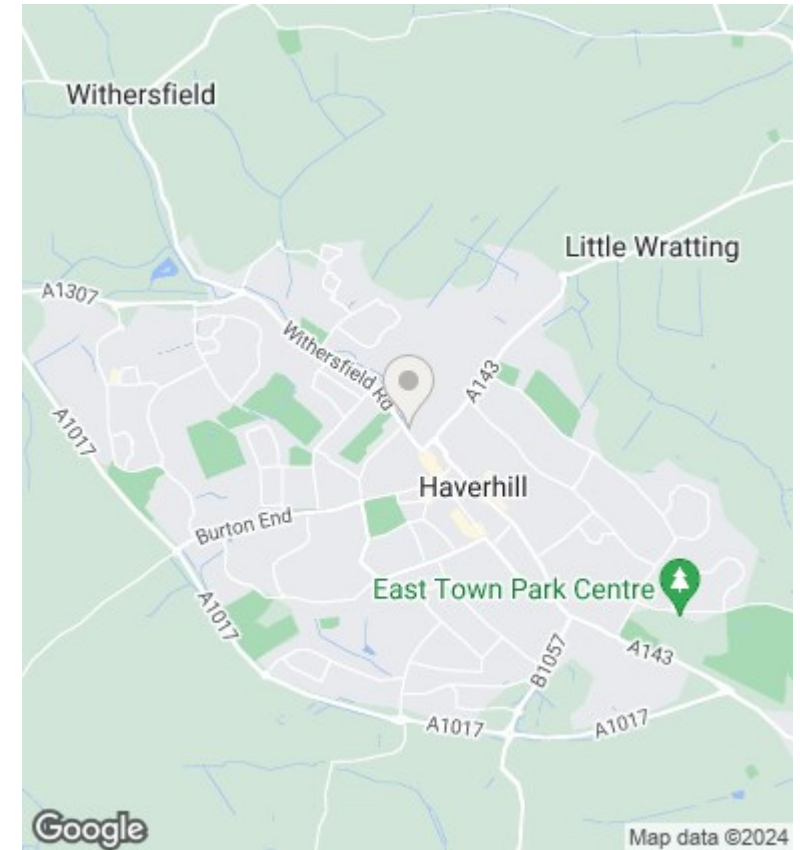 Withersfield
Little Wratting
A1307
Withersfield Rd
A143
A1017
Haverhill
Burton End
East Town Park Centre
A1017
A143
B1057
A1017
A1017
Google
Map data ©2024